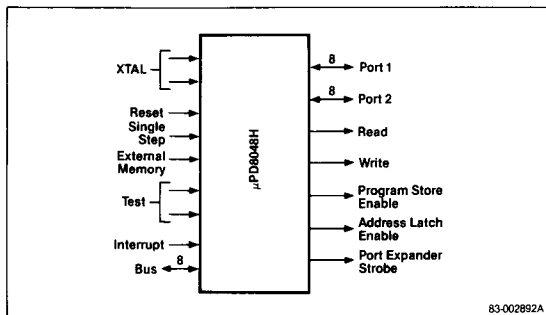 XTAL
Reset
Single
Step
External
Memory
Test
Interrupt
Bus
8
μPD8048H
8
Port 1
8
Port 2
Read
Write
Program Store
Enable
Address Latch
Enable
Port Expander
Strobe
83-002892A